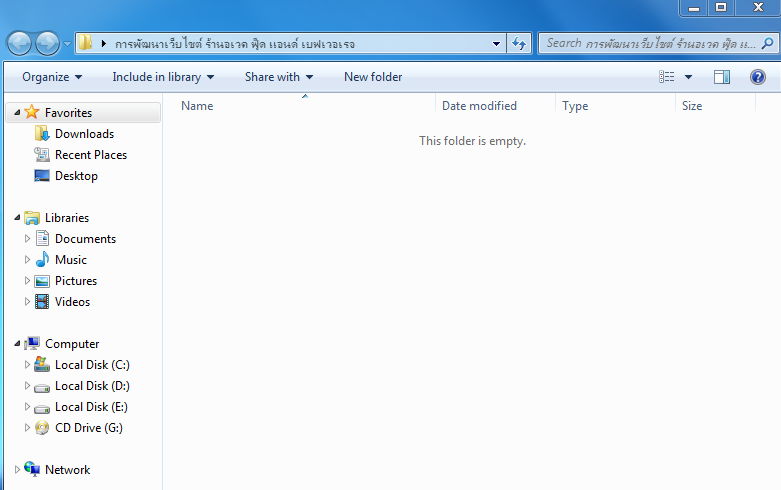 การพัฒนาเว็บไซต์ ร้านอเวด ฟู้ด แอนด์ เบฟเวอเรจ
Search การพัฒนาเว็บไซต์ ร้านอเวด ฟู้ด แ...
Organize Include in library Share with New folder
Name Date modified Type Size
This folder is empty.
Favorites
Downloads
Recent Places
Desktop
Libraries
Documents
Music
Pictures
Videos
Computer
Local Disk (C:)
Local Disk (D:)
Local Disk (E:)
CD Drive (G:)
Network